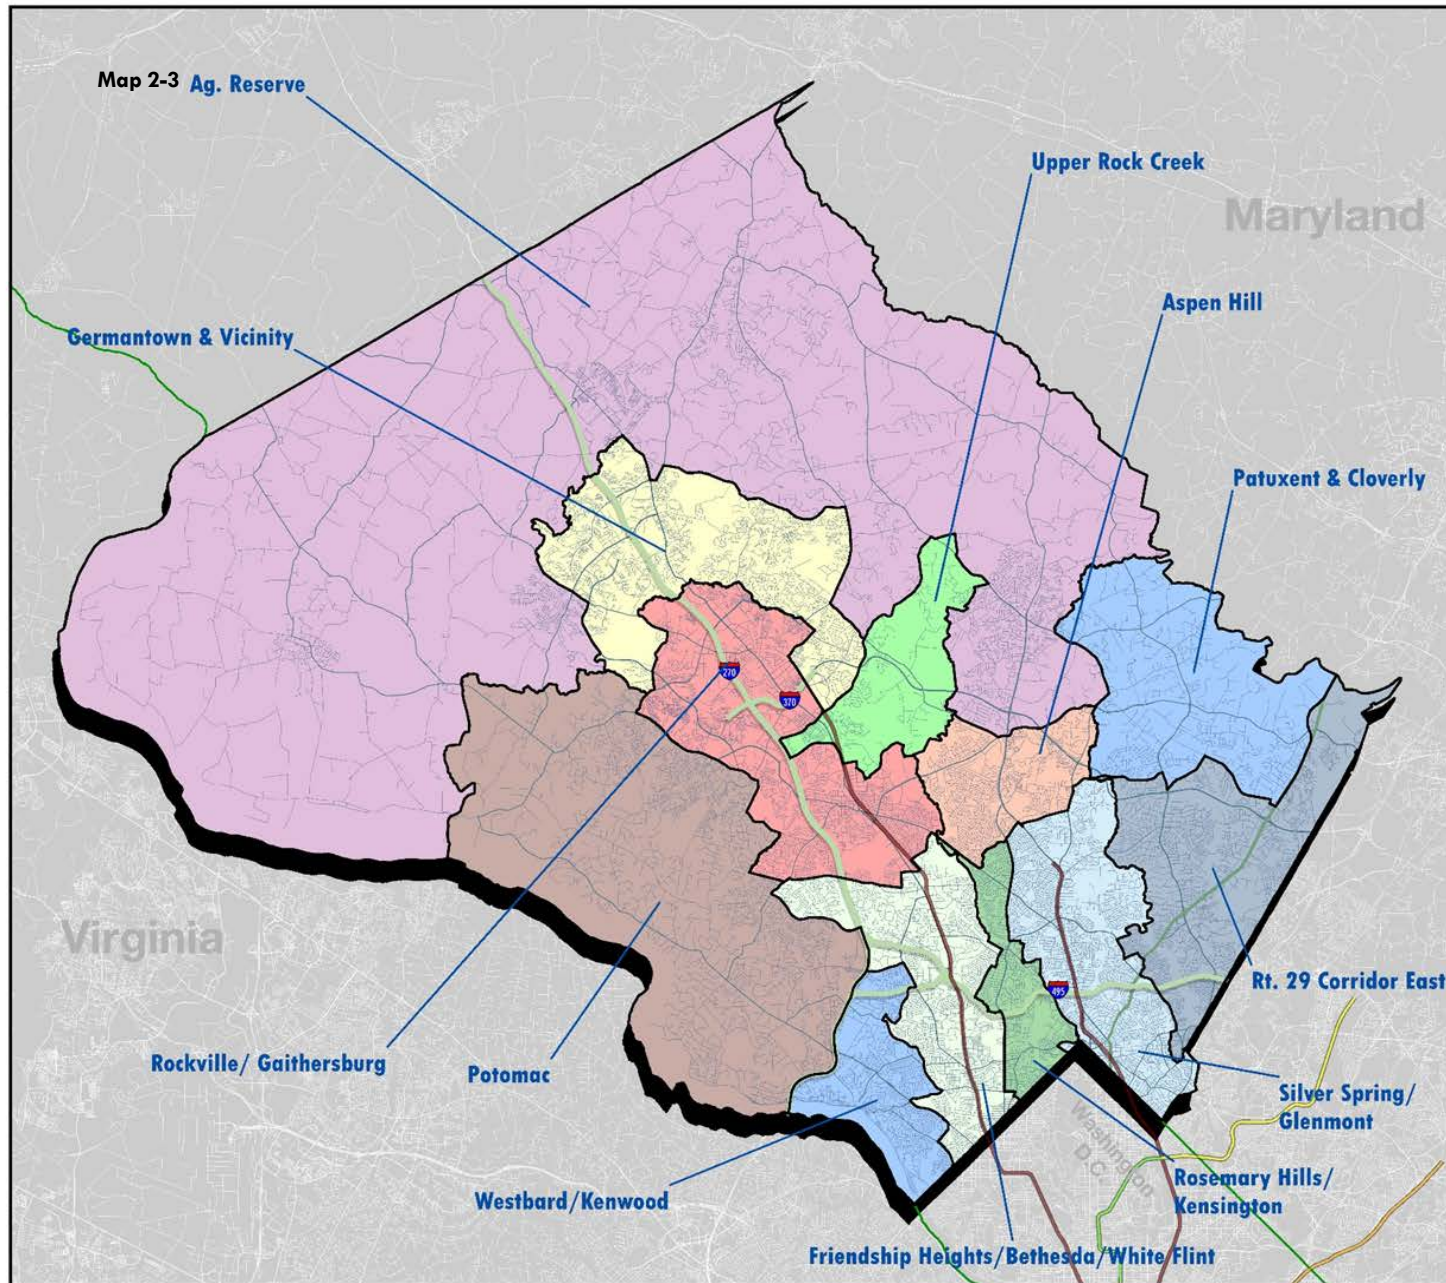 Map 2-3
Ag. Reserve
Upper Rock Creek
Maryland
Aspen Hill
Germantown & Vicinity
Patuxent & Cloverly
270
370
Virginia
Rt. 29 Corridor East
495
Rockville/ Gaithersburg
Potomac
Silver Spring/
Glenmont
Washington
D.C.
Rosemary Hills/
Kensington
Westbard/Kenwood
Friendship Heights/Bethesda/White Flint